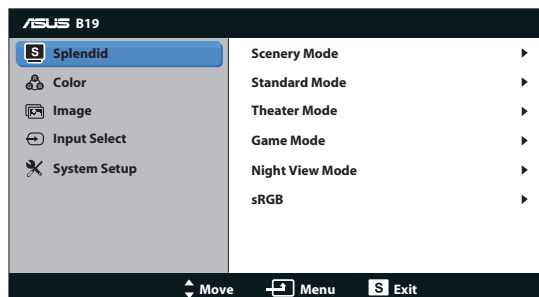 ASUS B19
S Splendid
Color
Image
Input Select
System Setup
Scenery Mode
Standard Mode
Theater Mode
Game Mode
Night View Mode
sRGB
Move Menu S Exit